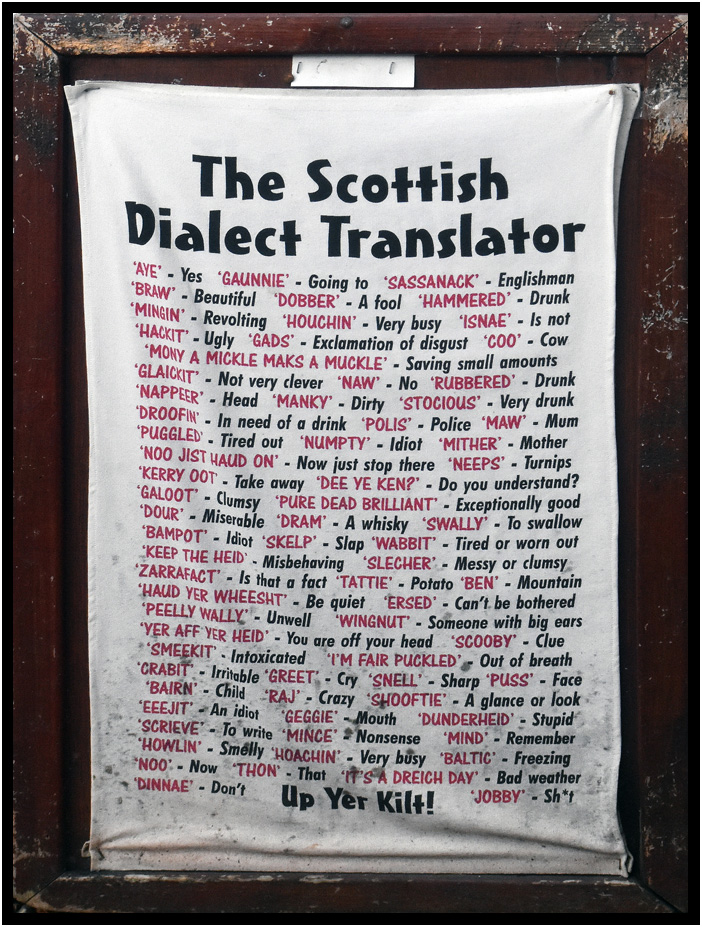 The Scottish
Dialect Translator
'AYE' - Yes 'GAUNNIE' - Going to 'SASSANACK' - Englishman
'BRAW' - Beautiful 'DOBBER' - A fool 'HAMMERED' - Drunk
'MINGIN' - Revolting 'HOUCHIN' - Very busy 'ISNAE' - Is not
'HACKIT' - Ugly 'GADS' - Exclamation of disgust 'COO' - Cow
'MONY A MICKLE MAKS A MUCKLE' - Saving small amounts
'GLAICKIT' - Not very clever 'NAW' - No 'RUBBERED' - Drunk
'NAPPER' - Head 'MANKY' - Dirty 'STOCIOUS' - Very drunk
'DROOFIN' - In need of a drink 'POLIS' - Police 'MAW' - Mum
'PUGGLED' - Tired out 'NUMPTY' - Idiot 'MITHER' - Mother
'NOO JIST HAUD ON' - Now just stop there 'NEEPS' - Turnips
'KERRY OOT' - Take away 'DEE YE KEN?' - Do you understand?
'GALOOT' - Clumsy 'PURE DEAD BRILLIANT' - Exceptionally good
'DOUR' - Miserable 'DRAM' - A whisky 'SWALLY' - To swallow
'BAMPOT' - Idiot 'SKELP' - Slap 'WABBIT' - Tired or worn out
'KEEP THE HEID' - Misbehaving 'SLECHER' - Messy or clumsy
'ZARRAFACT' - Is that a fact 'TATTIE' - Potato 'BEN' - Mountain
'HAUD YER WHEESHT' - Be quiet 'ERSED' - Can't be bothered
'PEELLY WALLY' - Unwell 'WINGNUT' - Someone with big ears
'YER AFF YER HEID' - You are off your head 'SCOOBY' - Clue
'SMEEKIT' - Intoxicated 'I'M FAIR PUCKLED' - Out of breath
'CRABIT' - Irritable 'GREET' - Cry 'SNELL' - Sharp 'PUSS' - Face
'BAIRN' - Child 'RAJ' - Crazy 'SHOOFTIE' - A glance or look
'EEEJIT' - An idiot 'GEGGIE' - Mouth 'DUNDERHEID' - Stupid
'SCRIEVE' - To write 'MINCE' - Nonsense 'MIND' - Remember
'HOWLIN' - Smelly 'HOACHIN' - Very busy 'BALTIC' - Freezing
'NOO' - Now 'THON' - That 'IT'S A DREICH DAY' - Bad weather
'DINNAE' - Don't Up Yer Kilt! 'JOBBY' - Sh*t